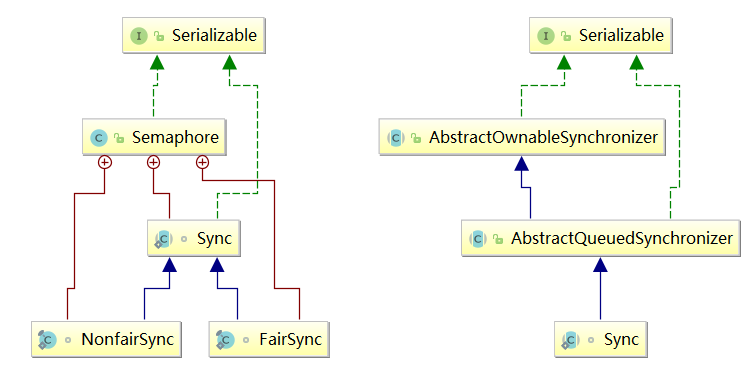 I Serializable
I Serializable
C Semaphore
C AbstractOwnableSynchronizer
C Sync
C AbstractQueuedSynchronizer
C NonfairSync
C FairSync
C Sync